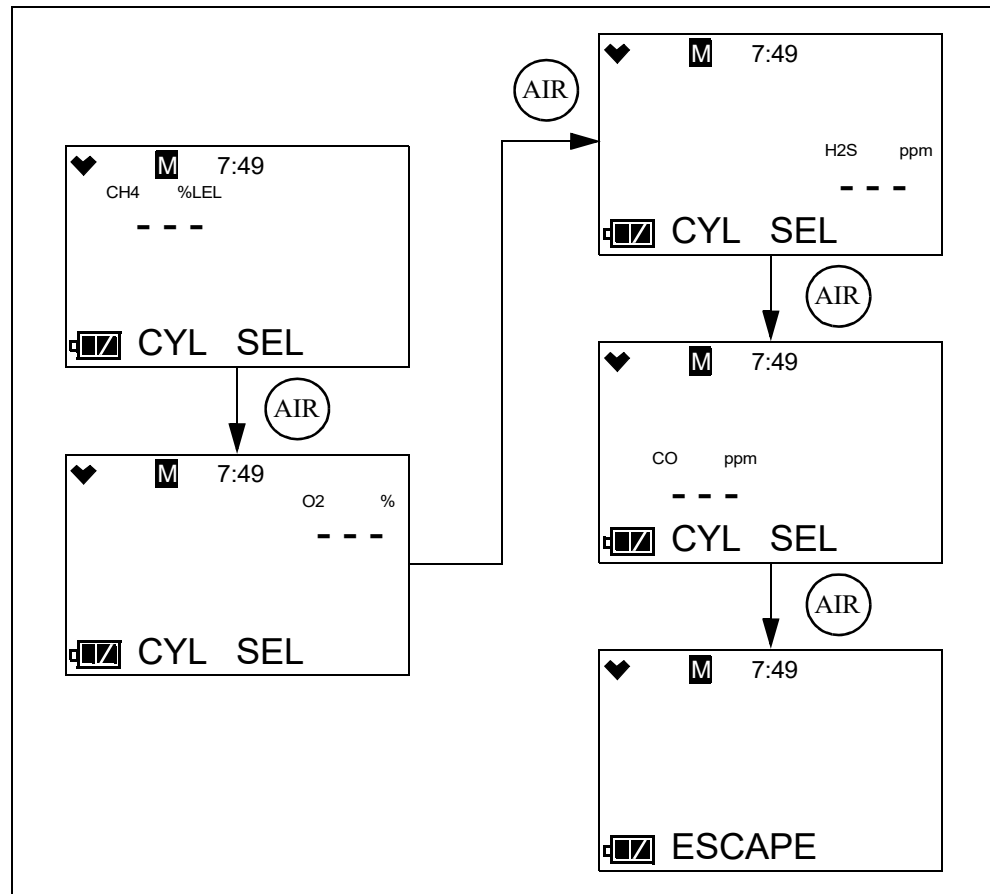 M 7:49
CH4 %LEL
- - -
CYL SEL
AIR
M 7:49
O2 %
- - -
CYL SEL
AIR
M 7:49
H2S ppm
- - -
CYL SEL
AIR
M 7:49
CO ppm
- - -
CYL SEL
AIR
M 7:49
ESCAPE